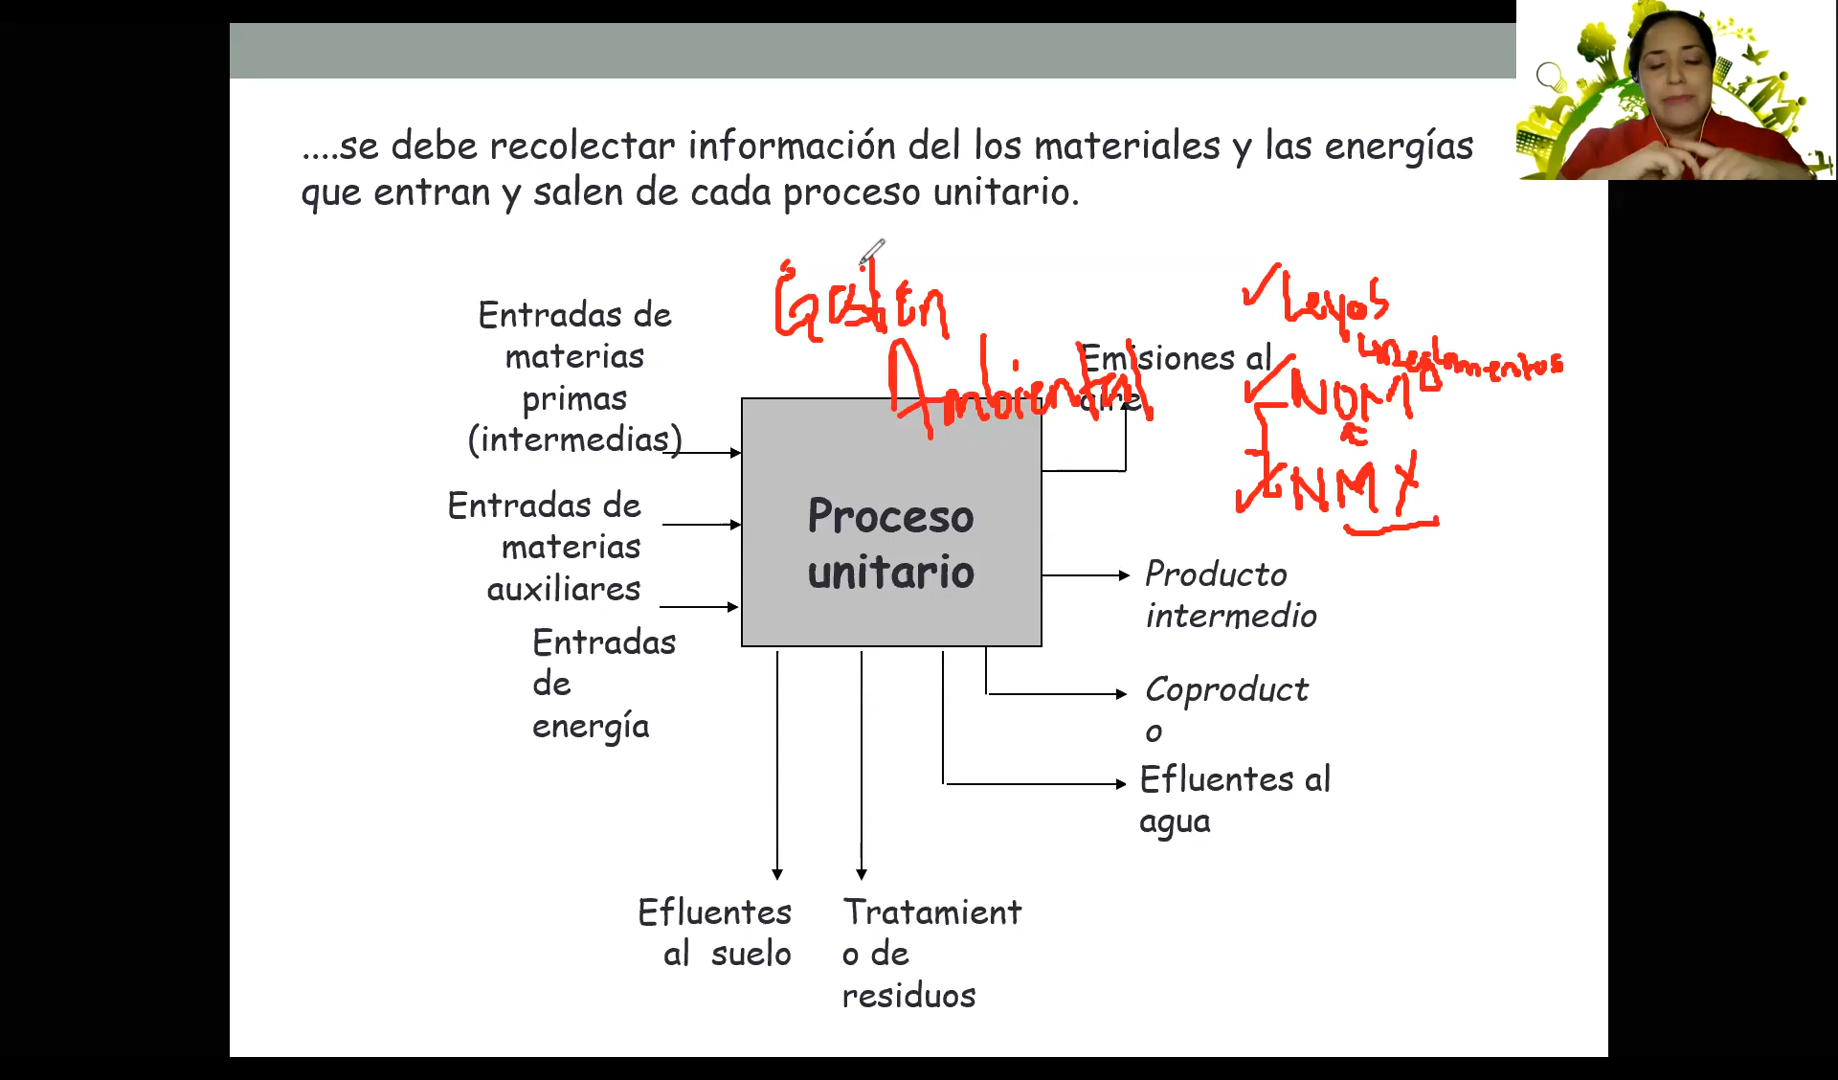 ....se debe recolectar información del los materiales y las energías
que entran y salen de cada proceso unitario.
Gestión
Ambiental
Leyes
NOM
NMX
Entradas de
materias
primas
(intermedias)
Entradas de
materias
auxiliares
Entradas
de
energía
Proceso
unitario
Emisiones al
aire
Producto
intermedio
Coproduct
o
Efluentes al
agua
Efluentes
al suelo
Tratamient
o de
residuos